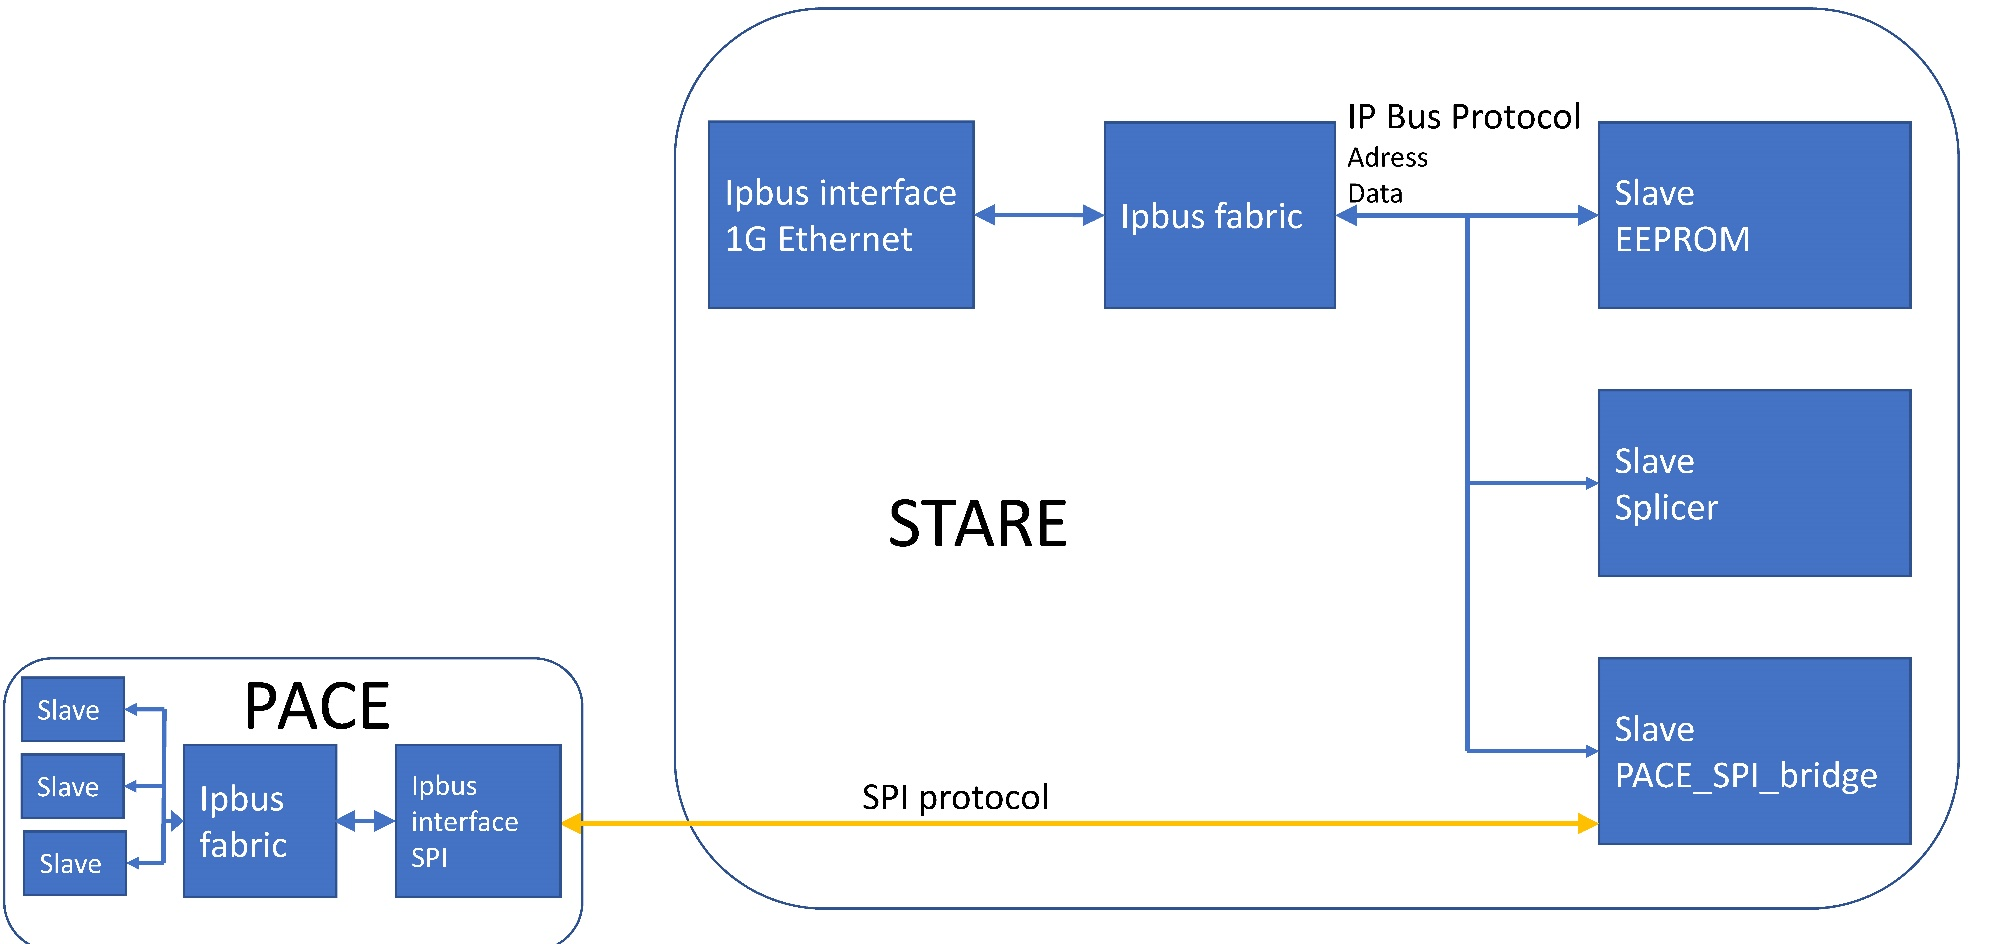 IP Bus Protocol
Adress
Data
Ipbus interface
1G Ethernet
Ipbus fabric
Slave
EEPROM
Slave
Splicer
STARE
Slave
PACE_SPI_bridge
SPI protocol
PACE
Slave
Slave
Slave
Ipbus
fabric
Ipbus
interface
SPI